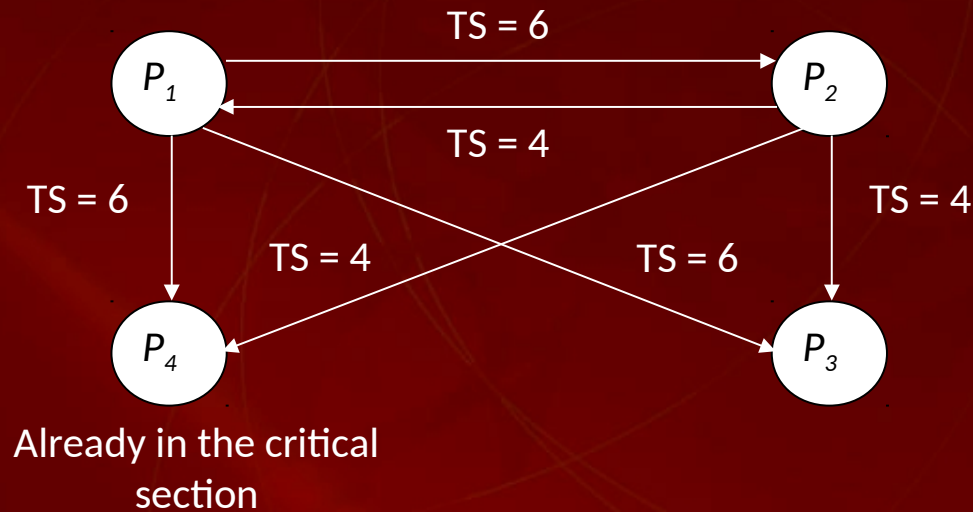 TS = 6
P1
P2
TS = 4
TS = 6
TS = 4
TS = 4
TS = 6
P4
P3
Already in the critical
section